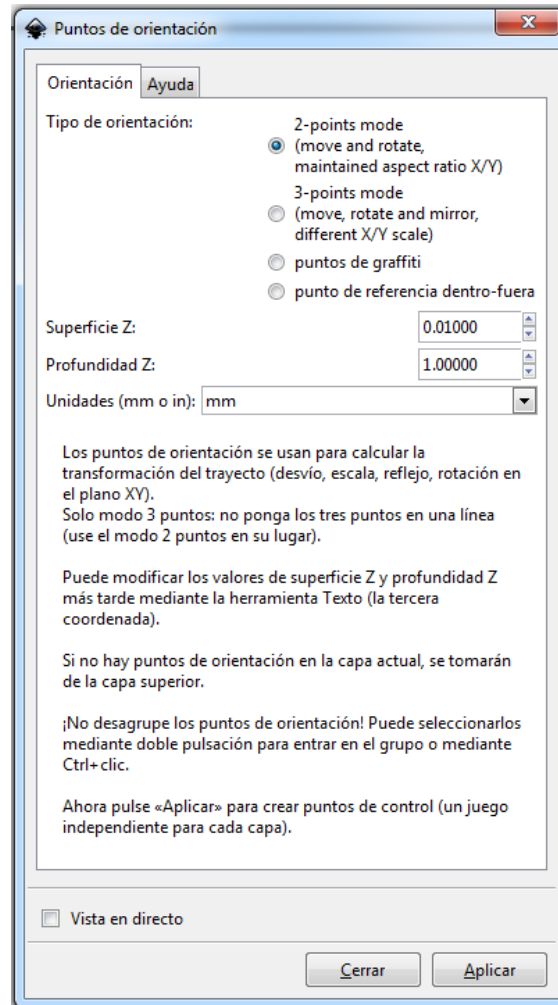 Puntos de orientación
Orientación
Ayuda
Tipo de orientación:
2-points mode
(move and rotate,
maintained aspect ratio X/Y)
3-points mode
(move, rotate and mirror,
different X/Y scale)
puntos de graffiti
punto de referencia dentro-fuera
Superficie Z:
0.01000
Profundidad Z:
1.00000
Unidades (mm o in):
mm
Los puntos de orientación se usan para calcular la
transformación del trayecto (desvío, escala, reflejo, rotación en
el plano XY).
Solo modo 3 puntos: no ponga los tres puntos en una línea
(use el modo 2 puntos en su lugar).
Puede modificar los valores de superficie Z y profundidad Z
más tarde mediante la herramienta Texto (la tercera
coordenada).
Si no hay puntos de orientación en la capa actual, se tomarán
de la capa superior.
¡No desagrupe los puntos de orientación! Puede seleccionarlos
mediante doble pulsación para entrar en el grupo o mediante
Ctrl+clic.
Ahora pulse «Aplicar» para crear puntos de control (un juego
independiente para cada capa).
Vista en directo
Cerrar
Aplicar